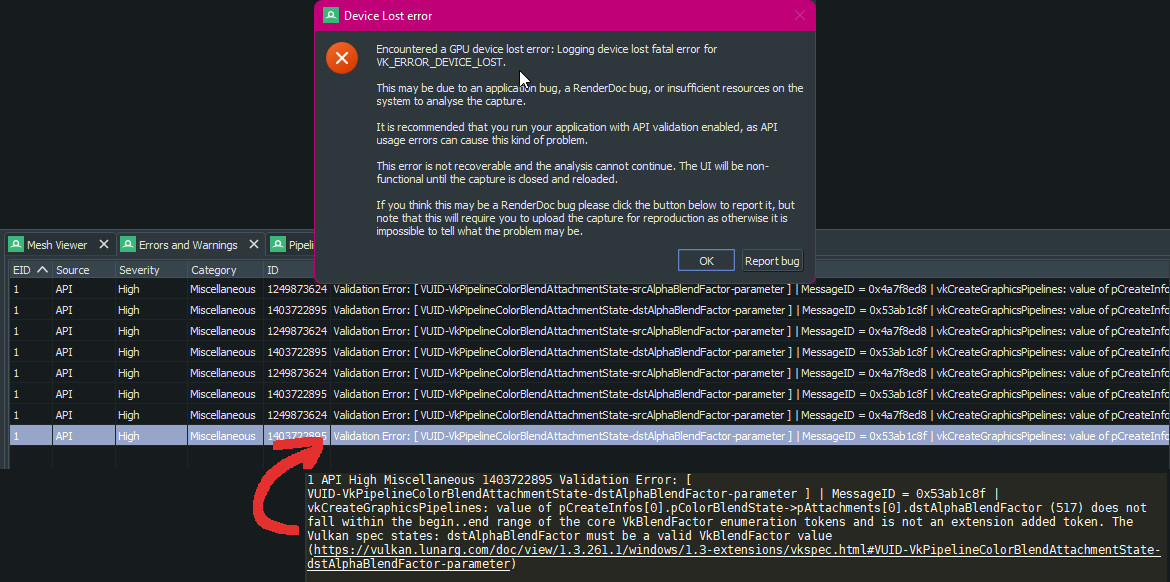 Device Lost error
Encountered a GPU device lost error: Logging device lost fatal error for
VK_ERROR_DEVICE_LOST.
This may be due to an application bug, a RenderDoc bug, or insufficient resources on the
system to analyse the capture.
It is recommended that you run your application with API validation enabled, as API
usage errors can cause this kind of problem.
This error is not recoverable and the analysis cannot continue. The UI will be non-
functional until the capture is closed and reloaded.
If you think this may be a RenderDoc bug please click the button below to report it, but
note that this will require you to upload the capture for reproduction as otherwise it is
impossible to tell what the problem may be.
OK Report bug
Mesh Viewer Errors and Warnings Pipeli
EID Source Severity Category ID
1 API High Miscellaneous 1249873624 Validation Error: [ VUID-VkPipelineColorBlendAttachmentState-srcAlphaBlendFactor-parameter ] | MessageID = 0x4a7f8ed8 | vkCreateGraphicsPipelines: value of pCreateInfo
1 API High Miscellaneous 1403722895 Validation Error: [ VUID-VkPipelineColorBlendAttachmentState-dstAlphaBlendFactor-parameter ] | MessageID = 0x53ab1c8f | vkCreateGraphicsPipelines: value of pCreateInfo
1 API High Miscellaneous 1249873624 Validation Error: [ VUID-VkPipelineColorBlendAttachmentState-srcAlphaBlendFactor-parameter ] | MessageID = 0x4a7f8ed8 | vkCreateGraphicsPipelines: value of pCreateInfo
1 API High Miscellaneous 1403722895 Validation Error: [ VUID-VkPipelineColorBlendAttachmentState-dstAlphaBlendFactor-parameter ] | MessageID = 0x53ab1c8f | vkCreateGraphicsPipelines: value of pCreateInfo
1 API High Miscellaneous 1249873624 Validation Error: [ VUID-VkPipelineColorBlendAttachmentState-srcAlphaBlendFactor-parameter ] | MessageID = 0x4a7f8ed8 | vkCreateGraphicsPipelines: value of pCreateInfo
1 API High Miscellaneous 1403722895 Validation Error: [ VUID-VkPipelineColorBlendAttachmentState-dstAlphaBlendFactor-parameter ] | MessageID = 0x53ab1c8f | vkCreateGraphicsPipelines: value of pCreateInfo
1 API High Miscellaneous 1249873624 Validation Error: [ VUID-VkPipelineColorBlendAttachmentState-srcAlphaBlendFactor-parameter ] | MessageID = 0x4a7f8ed8 | vkCreateGraphicsPipelines: value of pCreateInfo
1 API High Miscellaneous 1403722895 Validation Error: [ VUID-VkPipelineColorBlendAttachmentState-dstAlphaBlendFactor-parameter ] | MessageID = 0x53ab1c8f | vkCreateGraphicsPipelines: value of pCreateInfo
1 API High Miscellaneous 1403722895 Validation Error: [
VUID-VkPipelineColorBlendAttachmentState-dstAlphaBlendFactor-parameter ] | MessageID = 0x53ab1c8f |
vkCreateGraphicsPipelines: value of pCreateInfos[0].pColorBlendState->pAttachments[0].dstAlphaBlendFactor (517) does not
fall within the begin..end range of the core VkBlendFactor enumeration tokens and is not an extension added token. The
Vulkan spec states: dstAlphaBlendFactor must be a valid VkBlendFactor value
(https://vulkan.lunarg.com/doc/view/1.3.261.1/windows/1.3-extensions/vkspec.html#VUID-VkPipelineColorBlendAttachmentState-
dstAlphaBlendFactor-parameter)